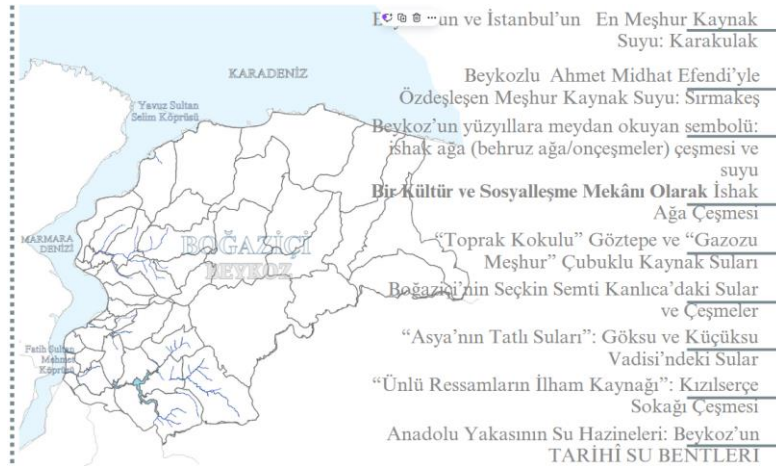 un ve İstanbul'un En Meşhur Kaynak
Suyu: Karakulak
KARADENİZ
Beykozlu Ahmet Midhat Efendi'yle
Özdeşleşen Meşhur Kaynak Suyu: Sırmakeş
Yavuz Sultan
Selim Köprüsü
Beykoz'un yüzyıllara meydan okuyan sembolü:
ishak ağa (behruz ağa/onçeşmeler) çeşmesi ve
suyu
Bir Kültür ve Sosyalleşme Mekânı Olarak İshak
Ağa Çeşmesi
MARMARA
DENİZİ
BOĞAZİÇİ
BEYKOZ
"Toprak Kokulu" Göztepe ve "Gazozu
Meşhur" Çubuklu Kaynak Suları
Boğaziçi'nin Seçkin Semti Kanlıca'daki Sular
ve Çeşmeler
"Asya'nın Tatlı Suları": Göksu ve Küçüksu
Vadisi'ndeki Sular
Fatih Sultan
Mehmet
Köprüsü
"Ünlü Ressamların İlham Kaynağı": Kızılserçe
Sokağı Çeşmesi
Anadolu Yakasının Su Hazineleri: Beykoz'un
TARİHÎ SU BENTLERİ